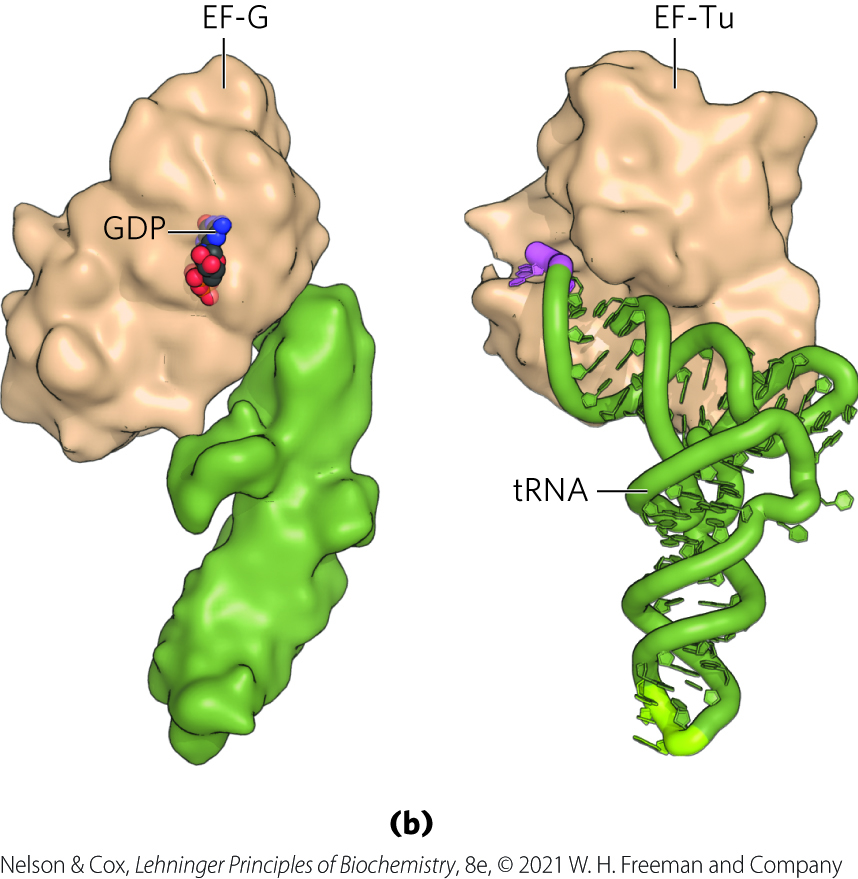 EF-G
EF-Tu
GDP
tRNA
(b)
Nelson & Cox, Lehninger Principles of Biochemistry, 8e, © 2021 W. H. Freeman and Company